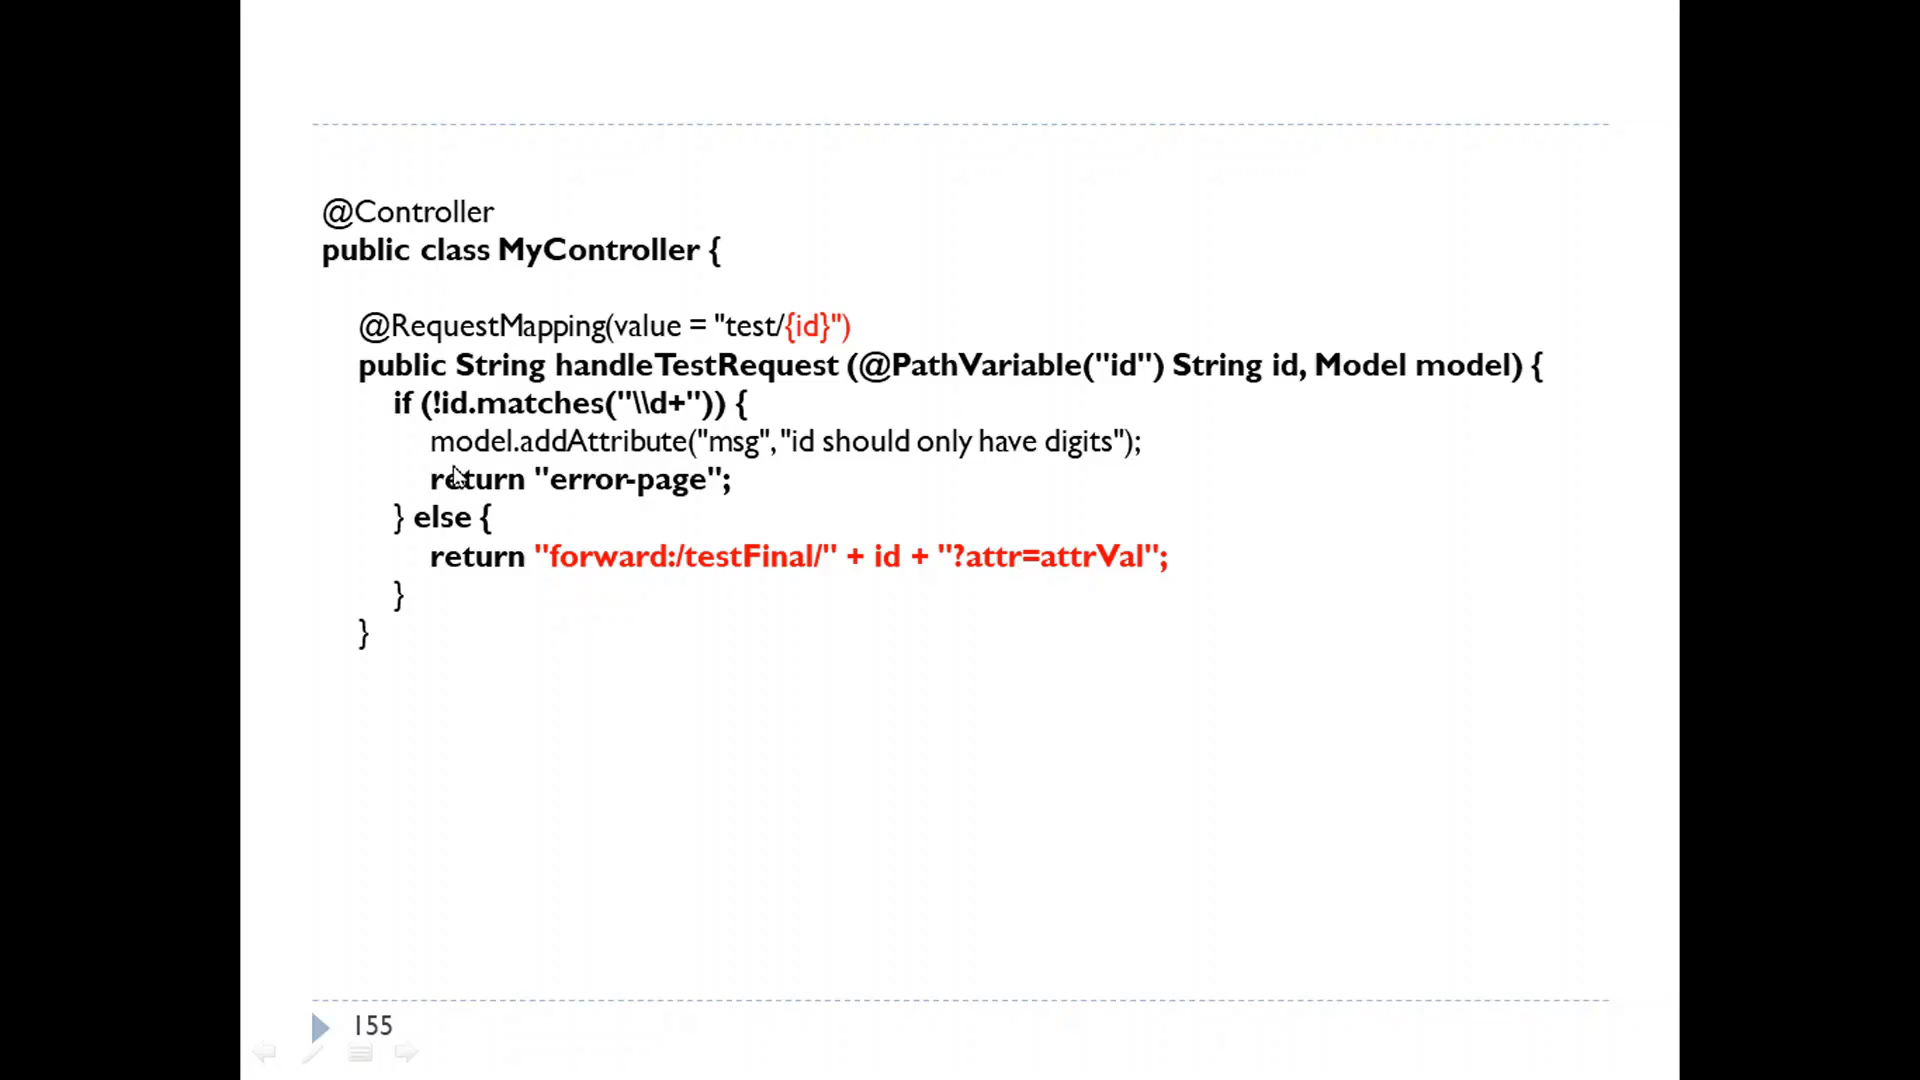 @Controller
public class MyController {
@RequestMapping(value = "test/{id}")
public String handleTestRequest (@PathVariable("id") String id, Model model) {
if (!id.matches("\\d+")) {
model.addAttribute("msg", "id should only have digits");
return "error-page";
} else {
return "forward:/testFinal/" + id + "?attr=attrVal";
}
}
155